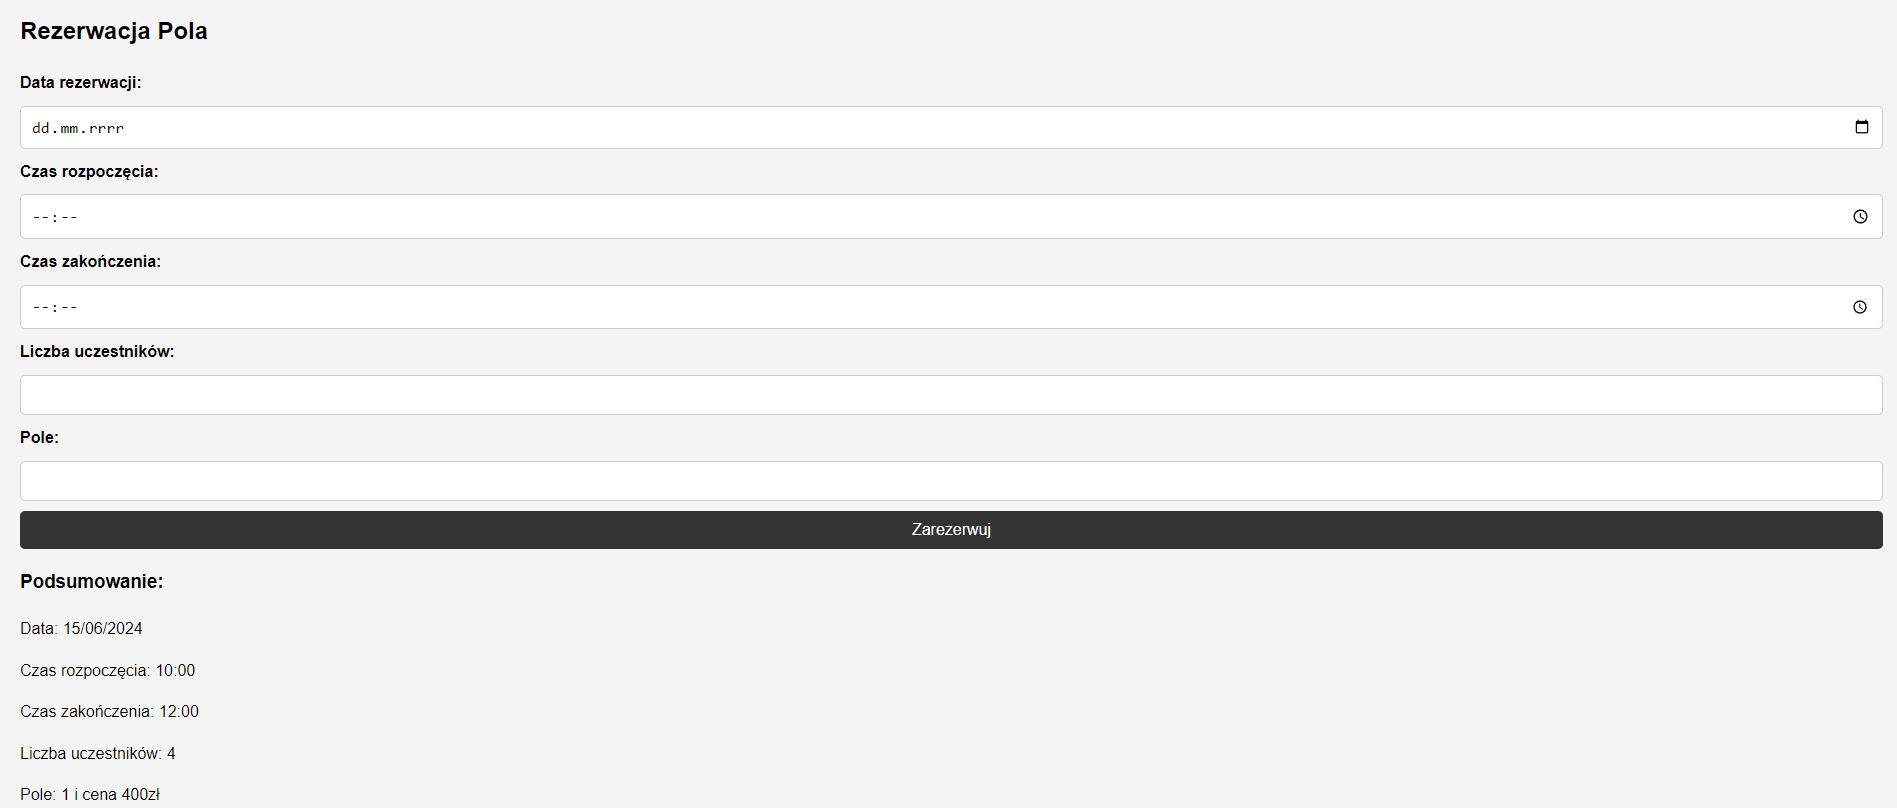 Rezerwacja Pola
Data rezerwacji:
dd.mm.rrrr
Czas rozpoczęcia:
--:--
Czas zakończenia:
--:--
Liczba uczestników:
Pole:
Zarezerwuj
Podsumowanie:
Data: 15/06/2024
Czas rozpoczęcia: 10:00
Czas zakończenia: 12:00
Liczba uczestników: 4
Pole: 1 i cena 400zł